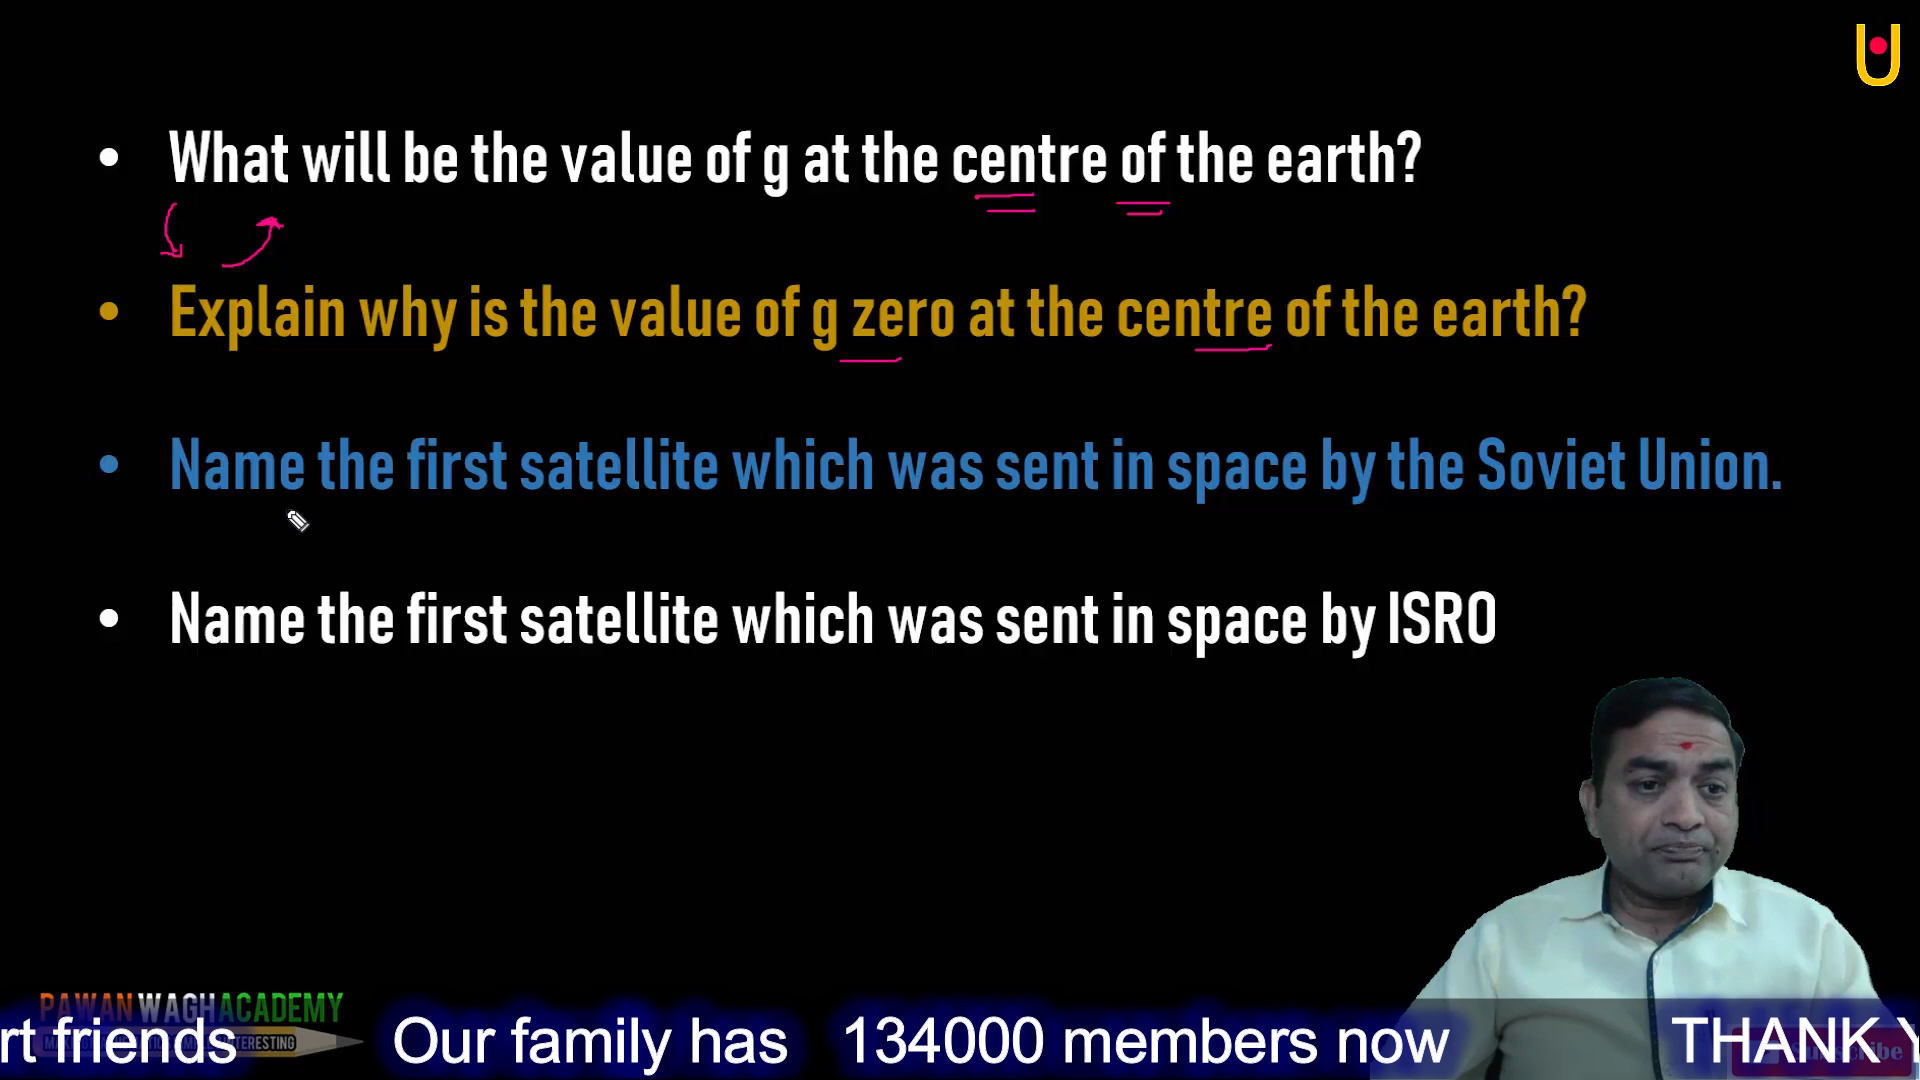 • What will be the value of g at the centre of the earth?
• Explain why is the value of g zero at the centre of the earth?
• Name the first satellite which was sent in space by the Soviet Union.
• Name the first satellite which was sent in space by ISRO
PAWAN WAGH ACADEMY
rt friends Our family has 134000 members now THANK Y